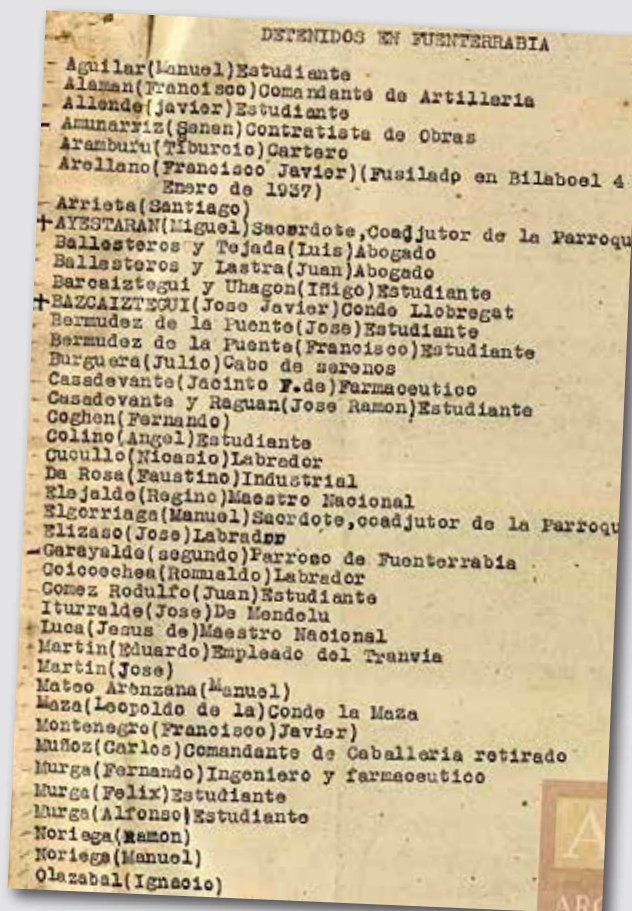 DETENIDOS EN FUENTERRABIA
- Aguilar(Manuel)Estudiante
- Alaman(Francisco)Comandante de Artilleria
- Allende(javier)Estudiante
- Amunarriz(Senen)Contratista de Obras
- Aramburu(Tiburcio)Cartero
- Arellano(Francisco Javier)(Fusilado en Bilaboel 4
Enero de 1937)
- Arrieta(Santiago)
+AYESTARAN(Miguel)Sacerdote,Coadjutor de la Parroqu
- Ballesteros y Tejada(Luis)Abogado
- Ballesteros y Lastra(Juan)Abogado
- Barcaiztegui y Uhagon(Iñigo)Estudiante
+BAZCAIZTEGUI(Jose Javier)Conde Llobregat
- Bermudez de la Puente(Jose)Estudiante
- Bermudez de la Puente(Francisco)Estudiante
- Burguera(Julio)Cabo de serenos
- Casadevante(Jacinto F.de)Farmaceutico
- Casadevante y Raguan(Jose Ramon)Estudiante
- Coghen(Fernando)
- Colino(Angel)Estudiante
- Cucullo(Nicasio)Labrador
- Da Rosa(Faustino)Industrial
- Elejalde(Regino)Maestro Nacional
- Elgorriaga(Manuel)Sacrdote,coadjutor de la Parroqu
- Elizaso(Jose)Labrador
- Garayalde(segundo)Parroco de Fuenterrabia
- Goicoechea(Romualdo)Labrador
- Gomez Rodulfo(Juan)Estudiante
- Iturralde(Jose)De Mendelu
- Luca(Jesus de)Maestro Nacional
- Martin(Eduardo)Empleado del Tranvia
- Martin(Jose)
- Mateo Arenzana(Manuel)
- Maza(Leopoldo de la)Conde la Maza
- Montenegro(Francisco)Javier)
- Muñoz(Carlos)Comandante de Caballeria retirado
- Murga(Fernando)Ingeniero y farmaceutico
- Murga(Felix)Estudiante
- Murga(Alfonso)Estudiante
- Noriega(Ramon)
- Noriega(Manuel)
- Olazabal(Ignacio)